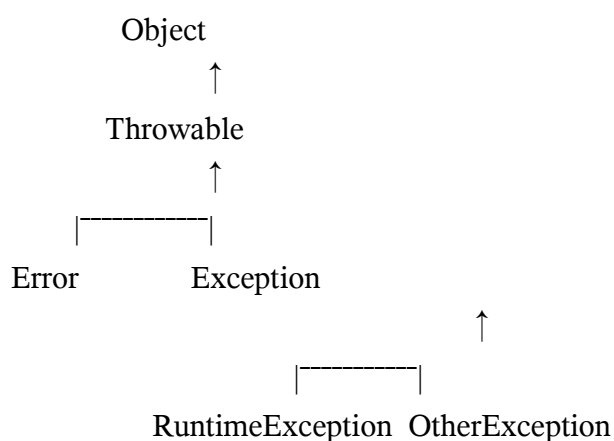 Object
↑
Throwable
↑
|------------|
Error Exception
↑
|-----------|
RuntimeException OtherException